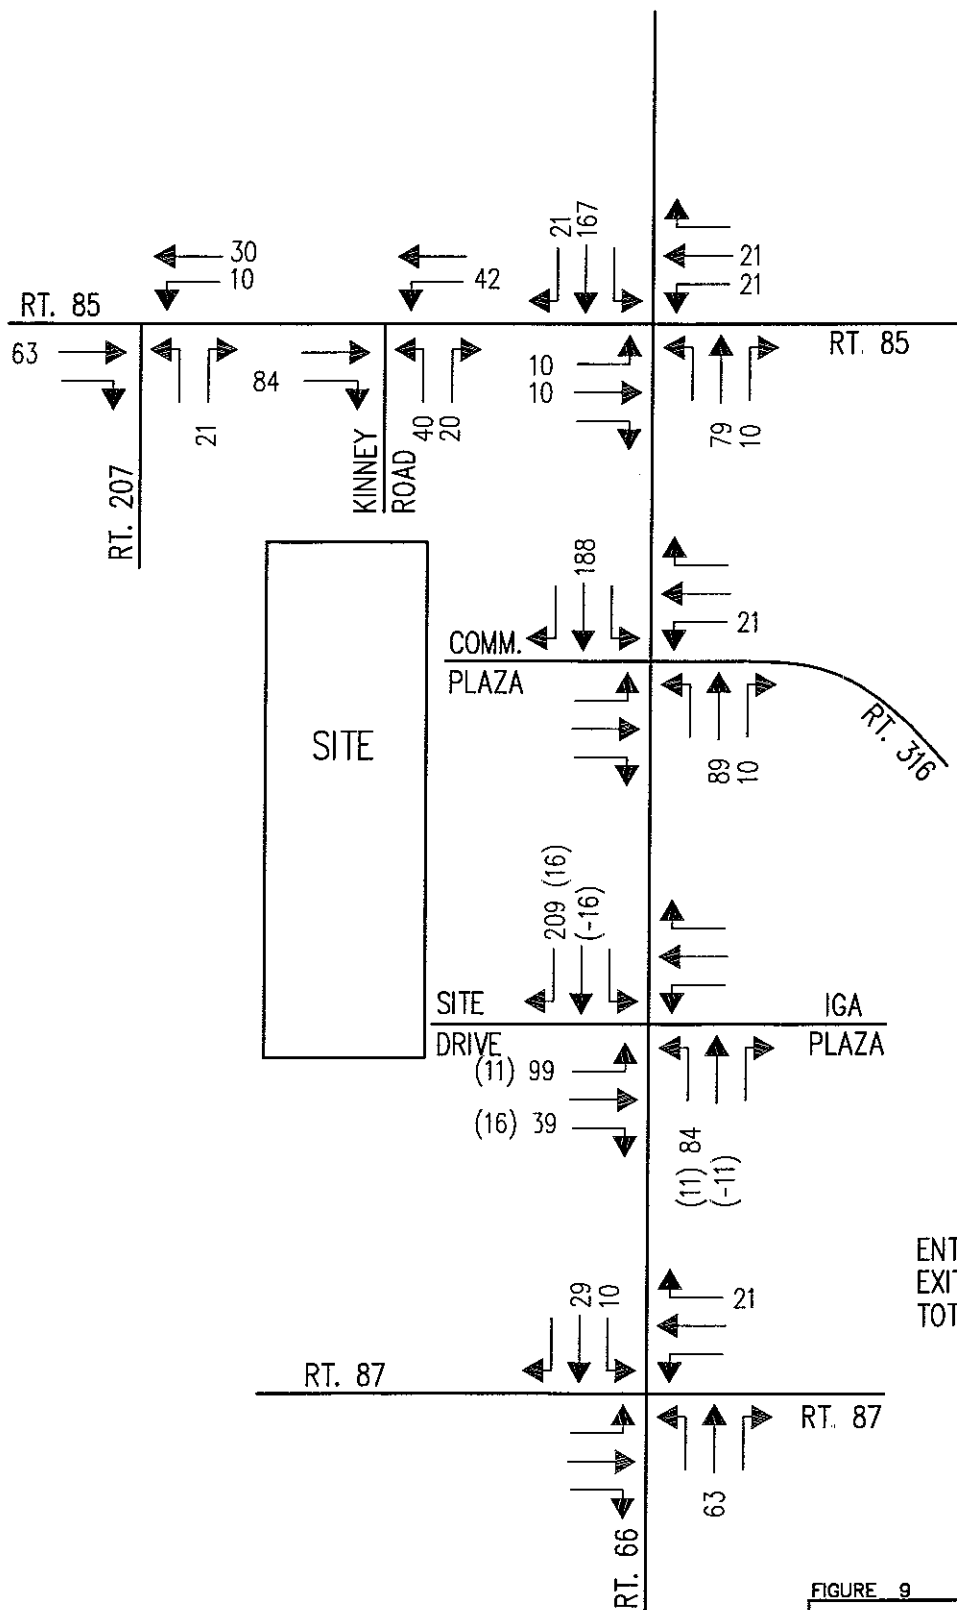 21
167
30
10
42
21
21
RT. 85
RT. 85
63
84
10
10
21
40
20
79
10
RT. 207
KINNEY
ROAD
188
21
COMM.
PLAZA
SITE
89
10
RT. 316
209 (16)
(-16)
SITE
DRIVE
IGA
PLAZA
(11) 99
(16) 39
(11) 84
(-11)
ENT
EXI
TOT
29
10
21
RT. 87
RT. 87
63
RT. 66
FIGURE 9